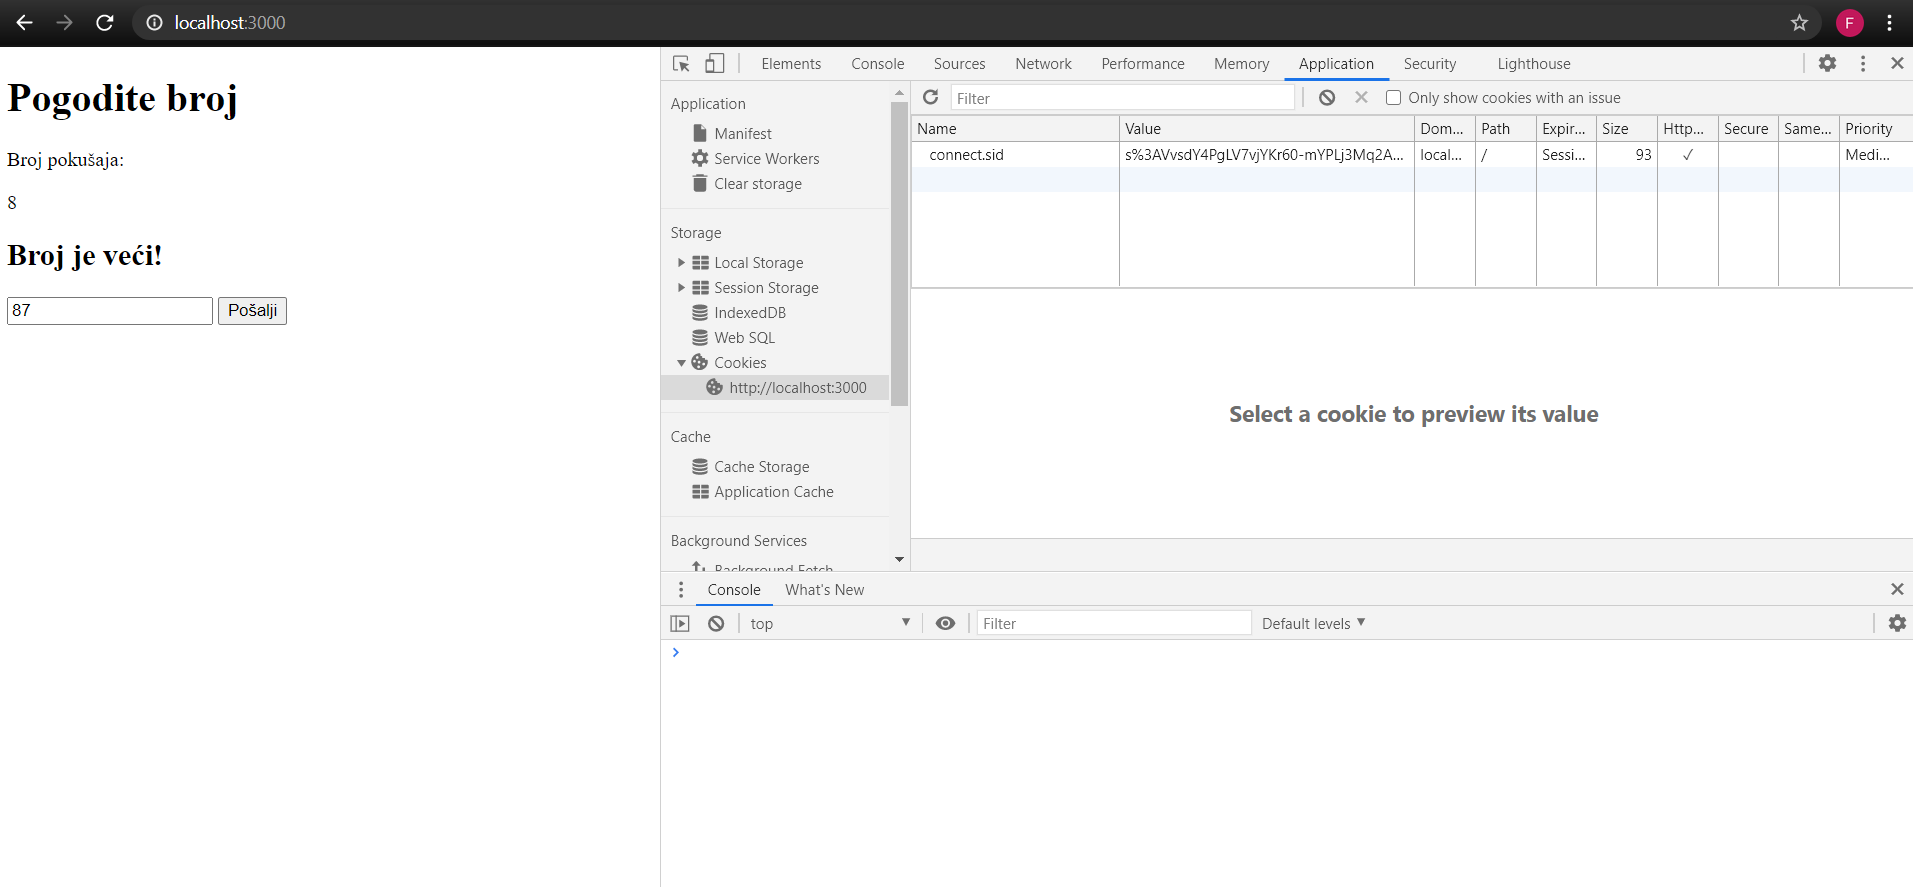 localhost:3000
F
Pogodite broj
Broj pokušaja:
8
Broj je veći!
87
Pošalji
Elements Console Sources Network Performance Memory Application Security Lighthouse
Application
Manifest
Service Workers
Clear storage
Storage
Local Storage
Session Storage
IndexedDB
Web SQL
Cookies
http://localhost:3000
Cache
Cache Storage
Application Cache
Background Services
Background Fetch
Filter
Only show cookies with an issue
Name Value Dom... Path Expir... Size Http... Secure Same... Priority
connect.sid s%3AVvsdY4PgLV7vjYKr60-mYPLj3Mq2A... local... / Sessi... 93 ✓ Medi...
Select a cookie to preview its value
Console What's New
top Filter Default levels